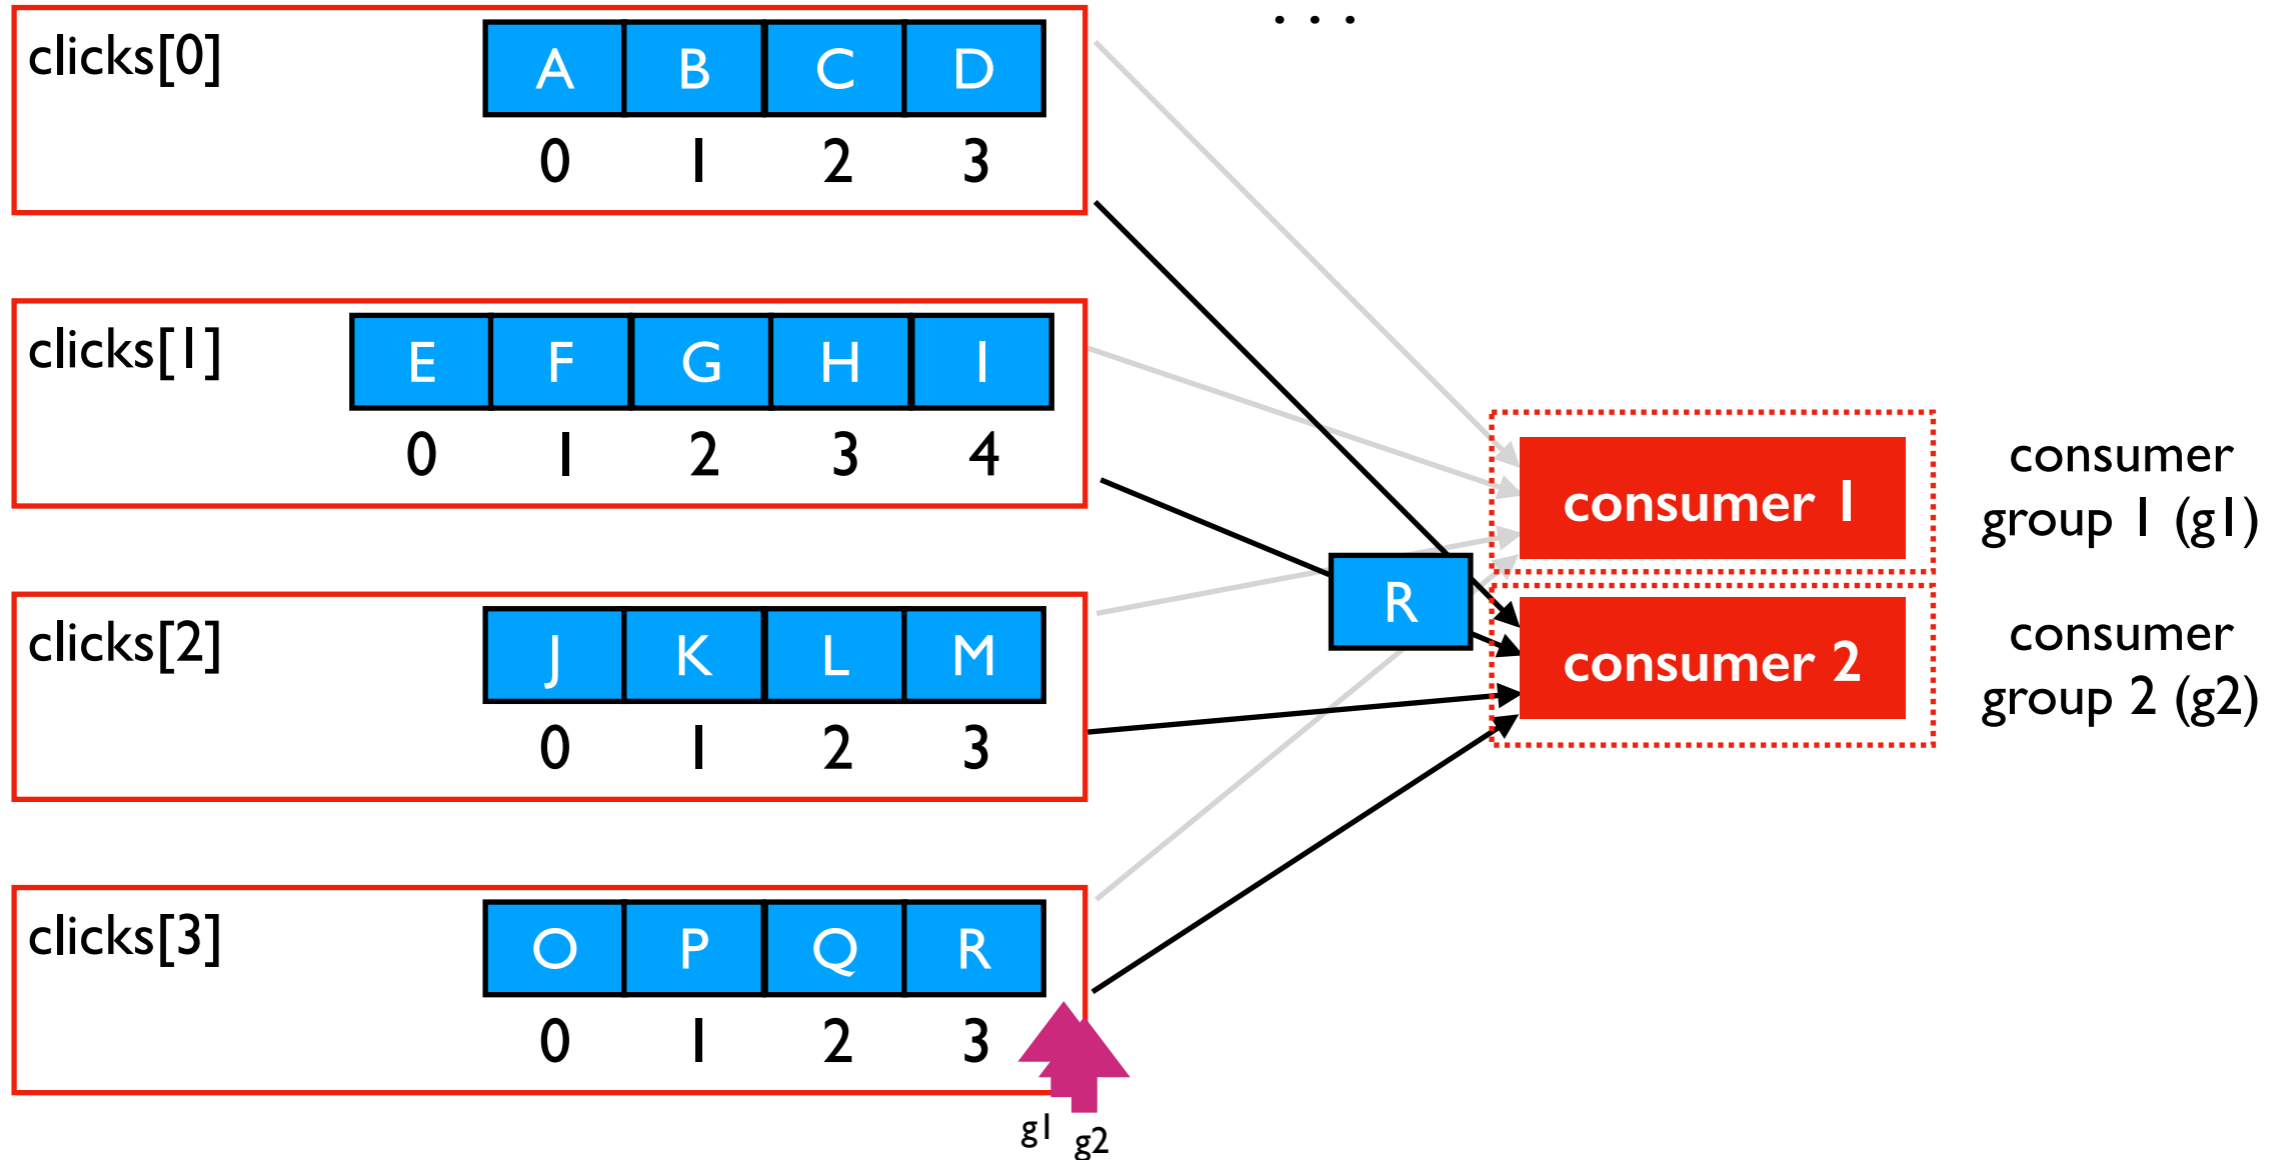 . . .
clicks[0]
A B C D
0 1 2 3
clicks[1]
E F G H I
0 1 2 3 4
consumer 1
consumer
group 1 (g1)
R
clicks[2]
J K L M
0 1 2 3
consumer 2
consumer
group 2 (g2)
clicks[3]
O P Q R
0 1 2 3
g1 g2